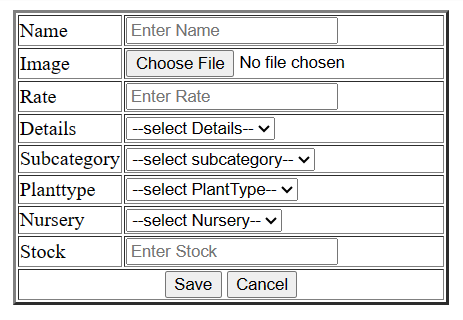 Name Enter Name
Image Choose File No file chosen
Rate Enter Rate
Details --select Details--
Subcategory --select subcategory--
Planttype --select PlantType--
Nursery --select Nursery--
Stock Enter Stock
Save Cancel